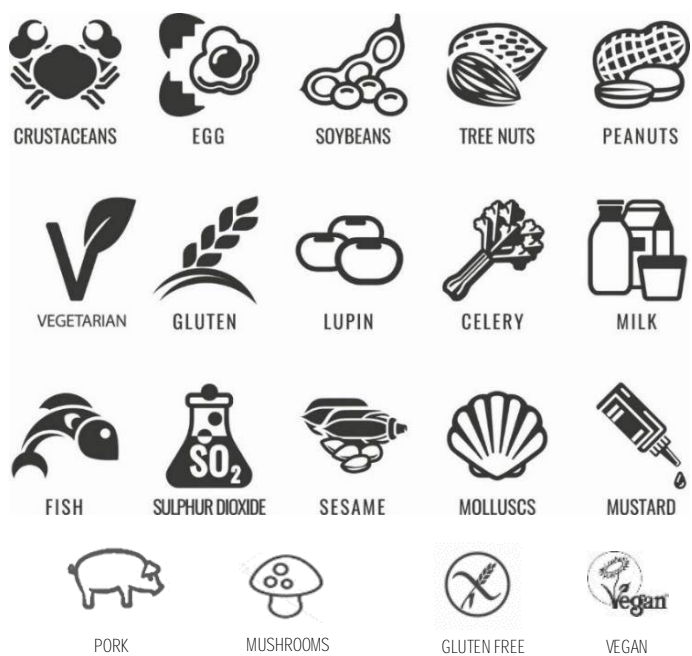 CRUSTACEANS
EGG
SOYBEANS
TREE NUTS
PEANUTS
VEGETARIAN
GLUTEN
LUPIN
CELERY
MILK
FISH
SO2
SULPHUR DIOXIDE
SESAME
MOLLUSCS
MUSTARD
PORK
MUSHROOMS
GLUTEN FREE
Vegan
VEGAN